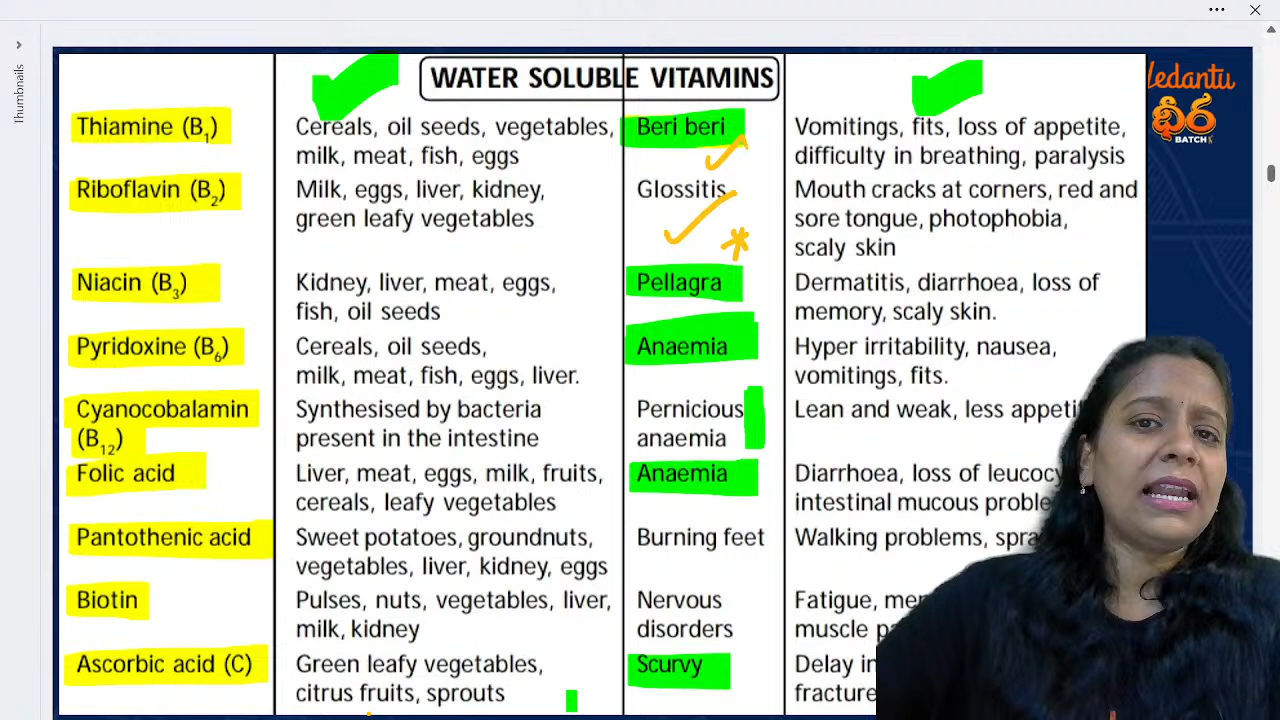 Thumbnails
WATER SOLUBLE VITAMINS
Vedantu
ధీర
BATCH
Thiamine (B1)
Cereals, oil seeds, vegetables,
milk, meat, fish, eggs
Beri beri
Vomitings, fits, loss of appetite,
difficulty in breathing, paralysis
Riboflavin (B2)
Milk, eggs, liver, kidney,
green leafy vegetables
Glossitis
Mouth cracks at corners, red and
sore tongue, photophobia,
scaly skin
Niacin (B3)
Kidney, liver, meat, eggs,
fish, oil seeds
Pellagra
Dermatitis, diarrhoea, loss of
memory, scaly skin.
Pyridoxine (B6)
Cereals, oil seeds,
milk, meat, fish, eggs, liver.
Anaemia
Hyper irritability, nausea,
vomitings, fits.
Cyanocobalamin
(B12)
Synthesised by bacteria
present in the intestine
Pernicious
anaemia
Lean and weak, less
Folic acid
Liver, meat, eggs, milk, fruits,
cereals, leafy vegetables
Anaemia
Diarrhoea, loss of
intestinal mucous
Pantothenic acid
Sweet potatoes, groundnuts,
vegetables, liver, kidney, eggs
Burning feet
Walking problems,
Biotin
Pulses, nuts, vegetables, liver,
milk, kidney
Nervous
disorders
Fatigue,
muscle
Ascorbic acid (C)
Green leafy vegetables,
citrus fruits, sprouts
Scurvy
Delay in